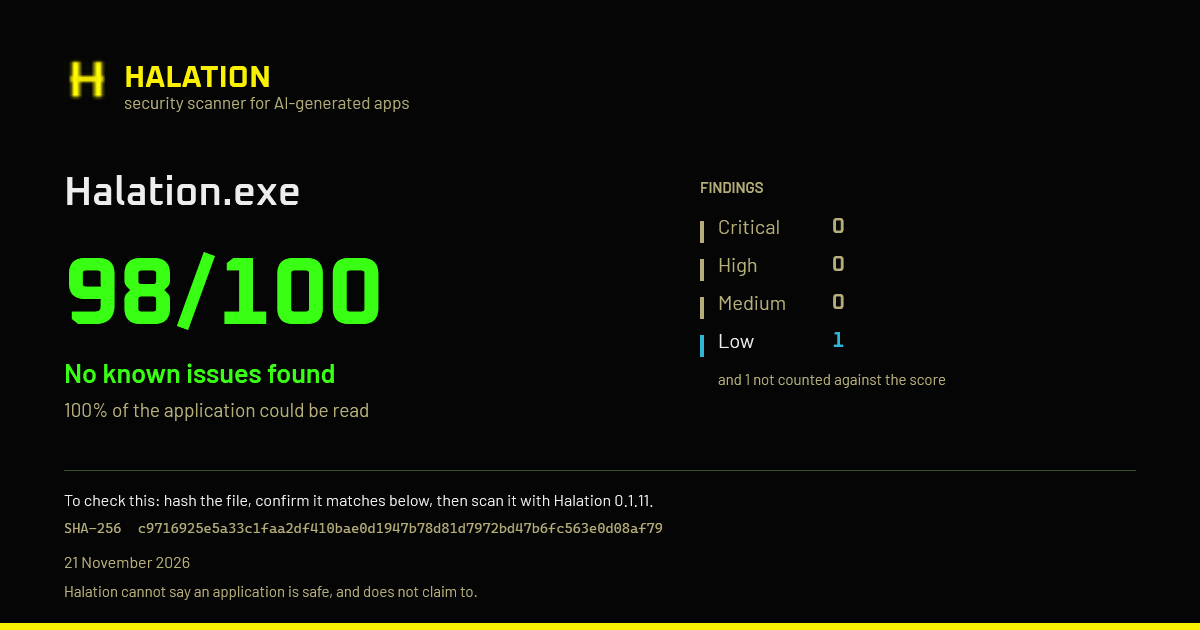 H
HALATION
security scanner for AI-generated apps
Halation.exe
98/100
No known issues found
100% of the application could be read
FINDINGS
Critical 0
High 0
Medium 0
Low 1
and 1 not counted against the score
To check this: hash the file, confirm it matches below, then scan it with Halation 0.1.11.
SHA-256 c9716925e5a33c1faa2df410bae0d1947b78d81d7972bd47b6fc563e0d08af79
21 November 2026
Halation cannot say an application is safe, and does not claim to.